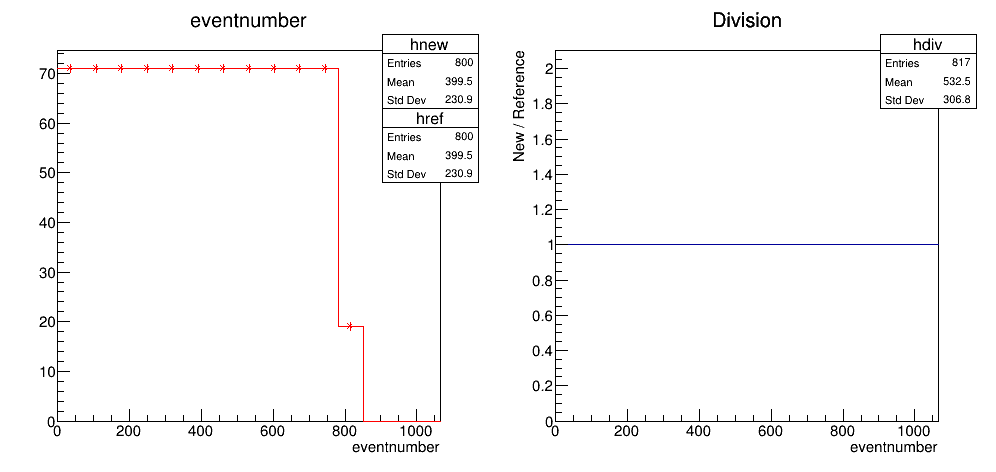 eventnumber
hnew
Entries 800
Mean 399.5
Std Dev 230.9
href
Entries 800
Mean 399.5
Std Dev 230.9
70
60
50
40
30
20
10
0
0 200 400 600 800 1000
eventnumber
Division
hdiv
Entries 817
Mean 532.5
Std Dev 306.8
New / Reference
2
1.8
1.6
1.4
1.2
1
0.8
0.6
0.4
0.2
0
0 200 400 600 800 1000
eventnumber